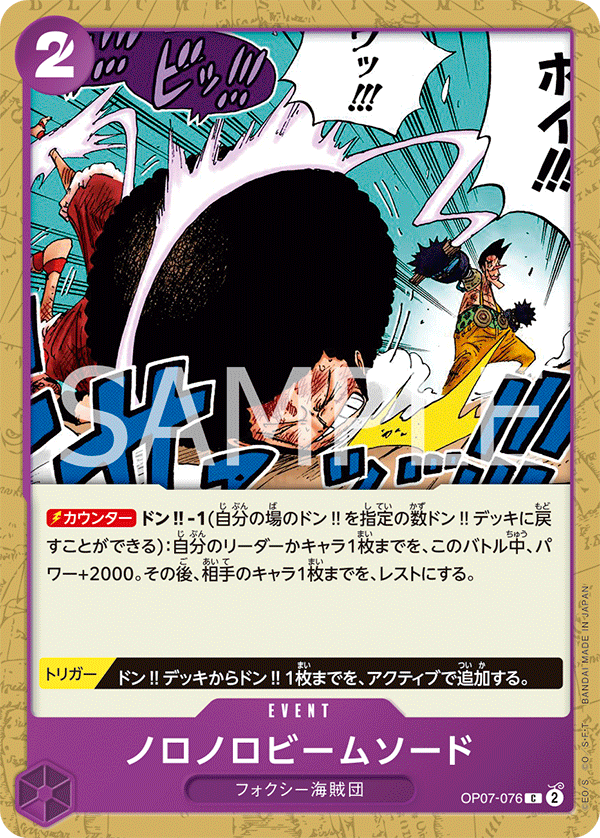 DLICHES EISMEER
2
ビッ!!!
ワッ!!!
ホイ!!!
SAMPLE
カウンター ドン!!-1(自分の場のドン!!を指定の数ドン!!デッキに戻
すことができる):自分のリーダーかキャラ1枚までを、このバトル中、パ
ワー+2000。その後、相手のキャラ1枚までを、レストにする。
トリガー ドン!!デッキからドン!!1枚までを、アクティブで追加する。
EVENT
ノロノロビームソード
フォクシー海賊団
OP07-076 C 2
©E.O./S. ©O./S.,F.,T. BANDAI MADE IN JAPAN